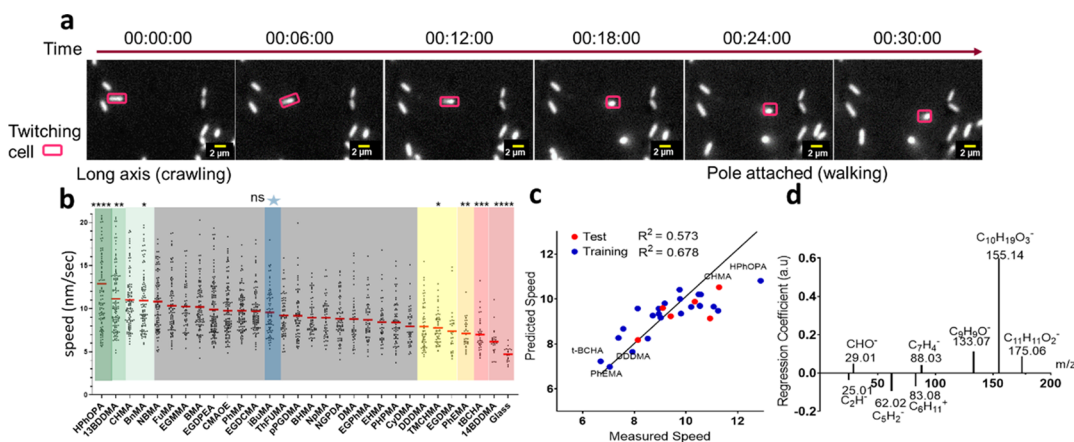 a
Time
00:00:00
00:06:00
00:12:00
00:18:00
00:24:00
00:30:00
Twitching
cell
2 µm
2 µm
2 µm
2 µm
2 µm
2 µm
Long axis (crawling)
Pole attached (walking)
b
ns
****
**
*
*
**
***
****
speed (nm/sec)
20
15
10
5
0
HPhOPA
13BDDMA
CHMA
BnMA
NBMA
FuMA
EGMMA
BMA
EGDPEA
CMAOE
PhMA
EGDCMA
iBuMA
ThFUMA
pPGDMA
BHMA
NpMA
NGPDA
DMA
EGPhMA
EHMA
PHPMA
CyDMA
DDDMA
TMCHMA
EGDMA
PhEMA
tBCHA
14BDDMA
Glass
c
Test R² = 0.573
Training R² = 0.678
Predicted Speed
12
10
8
6
HPhOPA
CHMA
t-BCHA
DDDMA
PhEMA
6
8
10
12
Measured Speed
d
Regression Coefficient (a.u)
0.6
0.4
0.2
0.0
-0.2
C₁₀H₁₉O₃⁻
155.14
C₉H₉O⁻
133.07
C₁₁H₁₁O₂⁻
175.06
CHO⁻
29.01
C₇H₄⁻
88.03
m/z
25.01
C₂H⁻
50
62.02
C₅H₂⁻
100
83.08
C₆H₁₁⁺
150
200